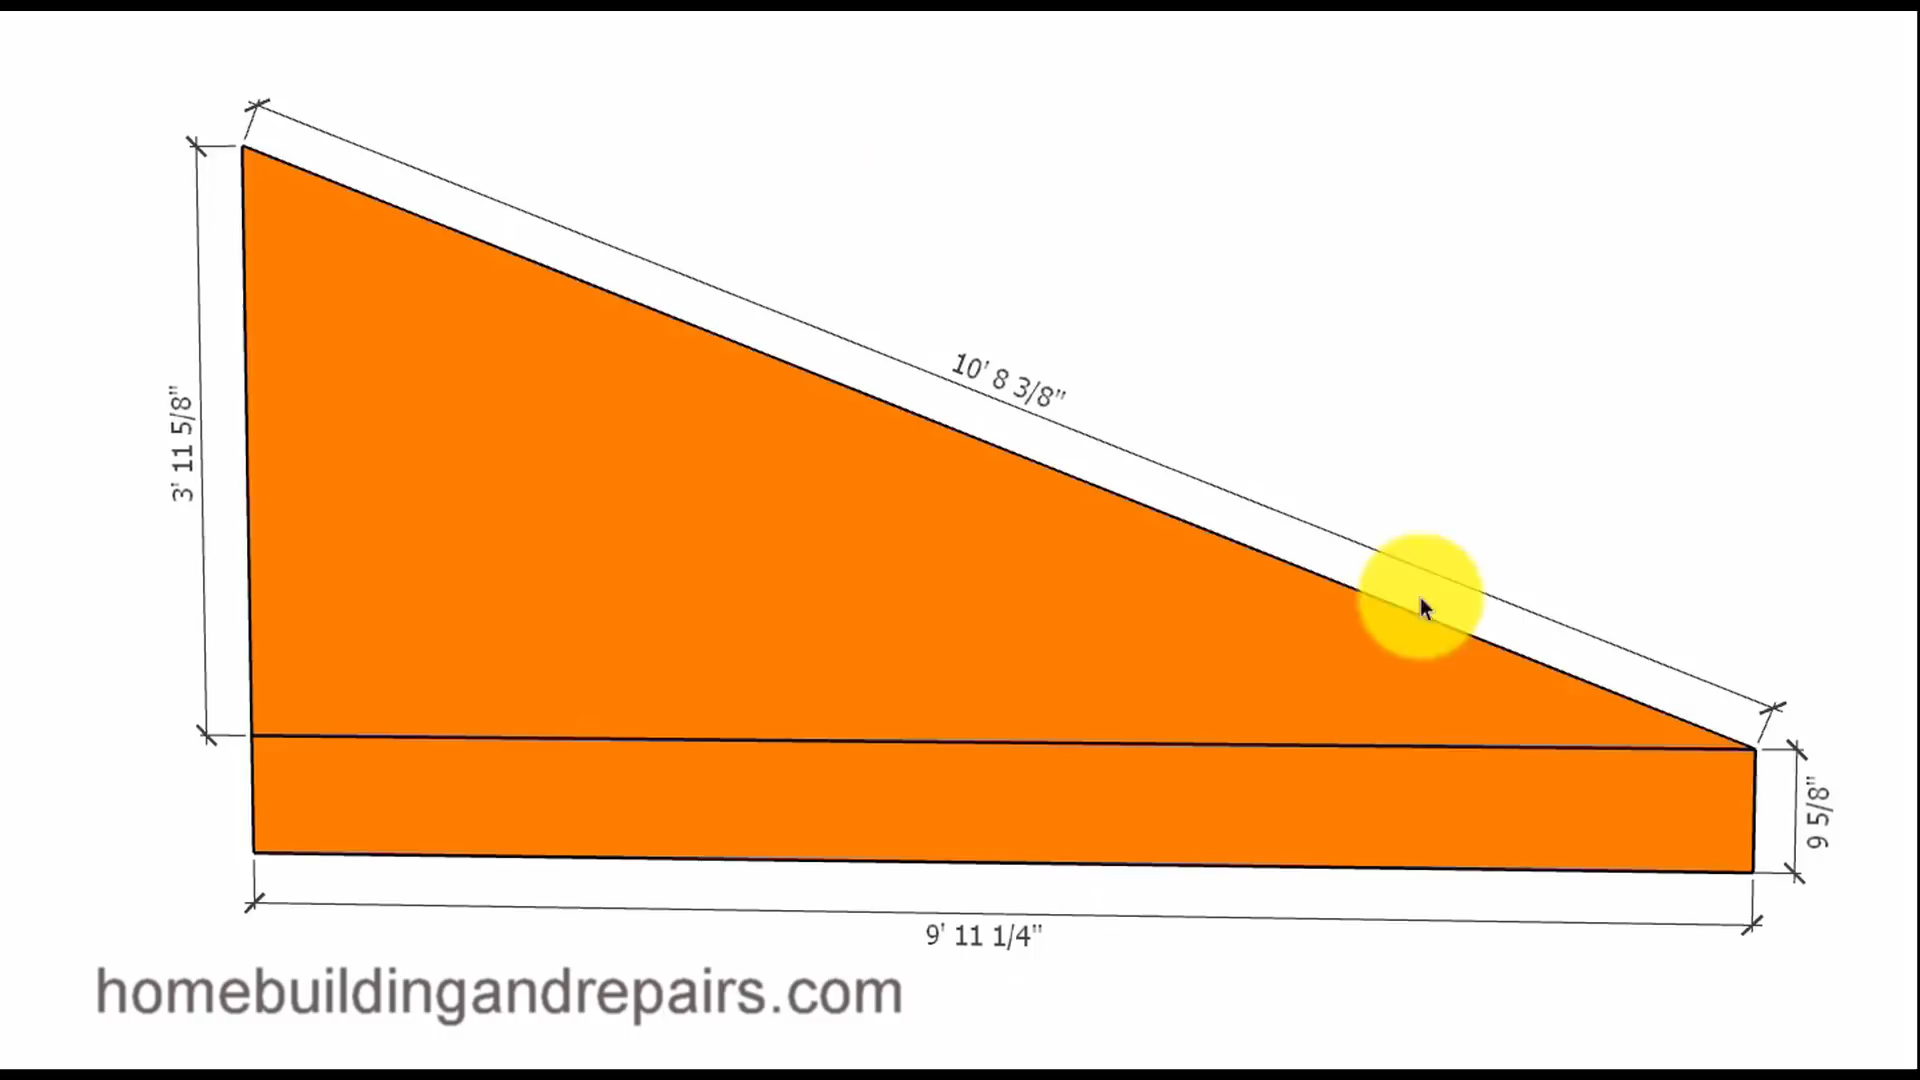 10' 8 3/8"
3' 11 5/8"
9 5/8"
9' 11 1/4"
homebuildingandrepairs.com